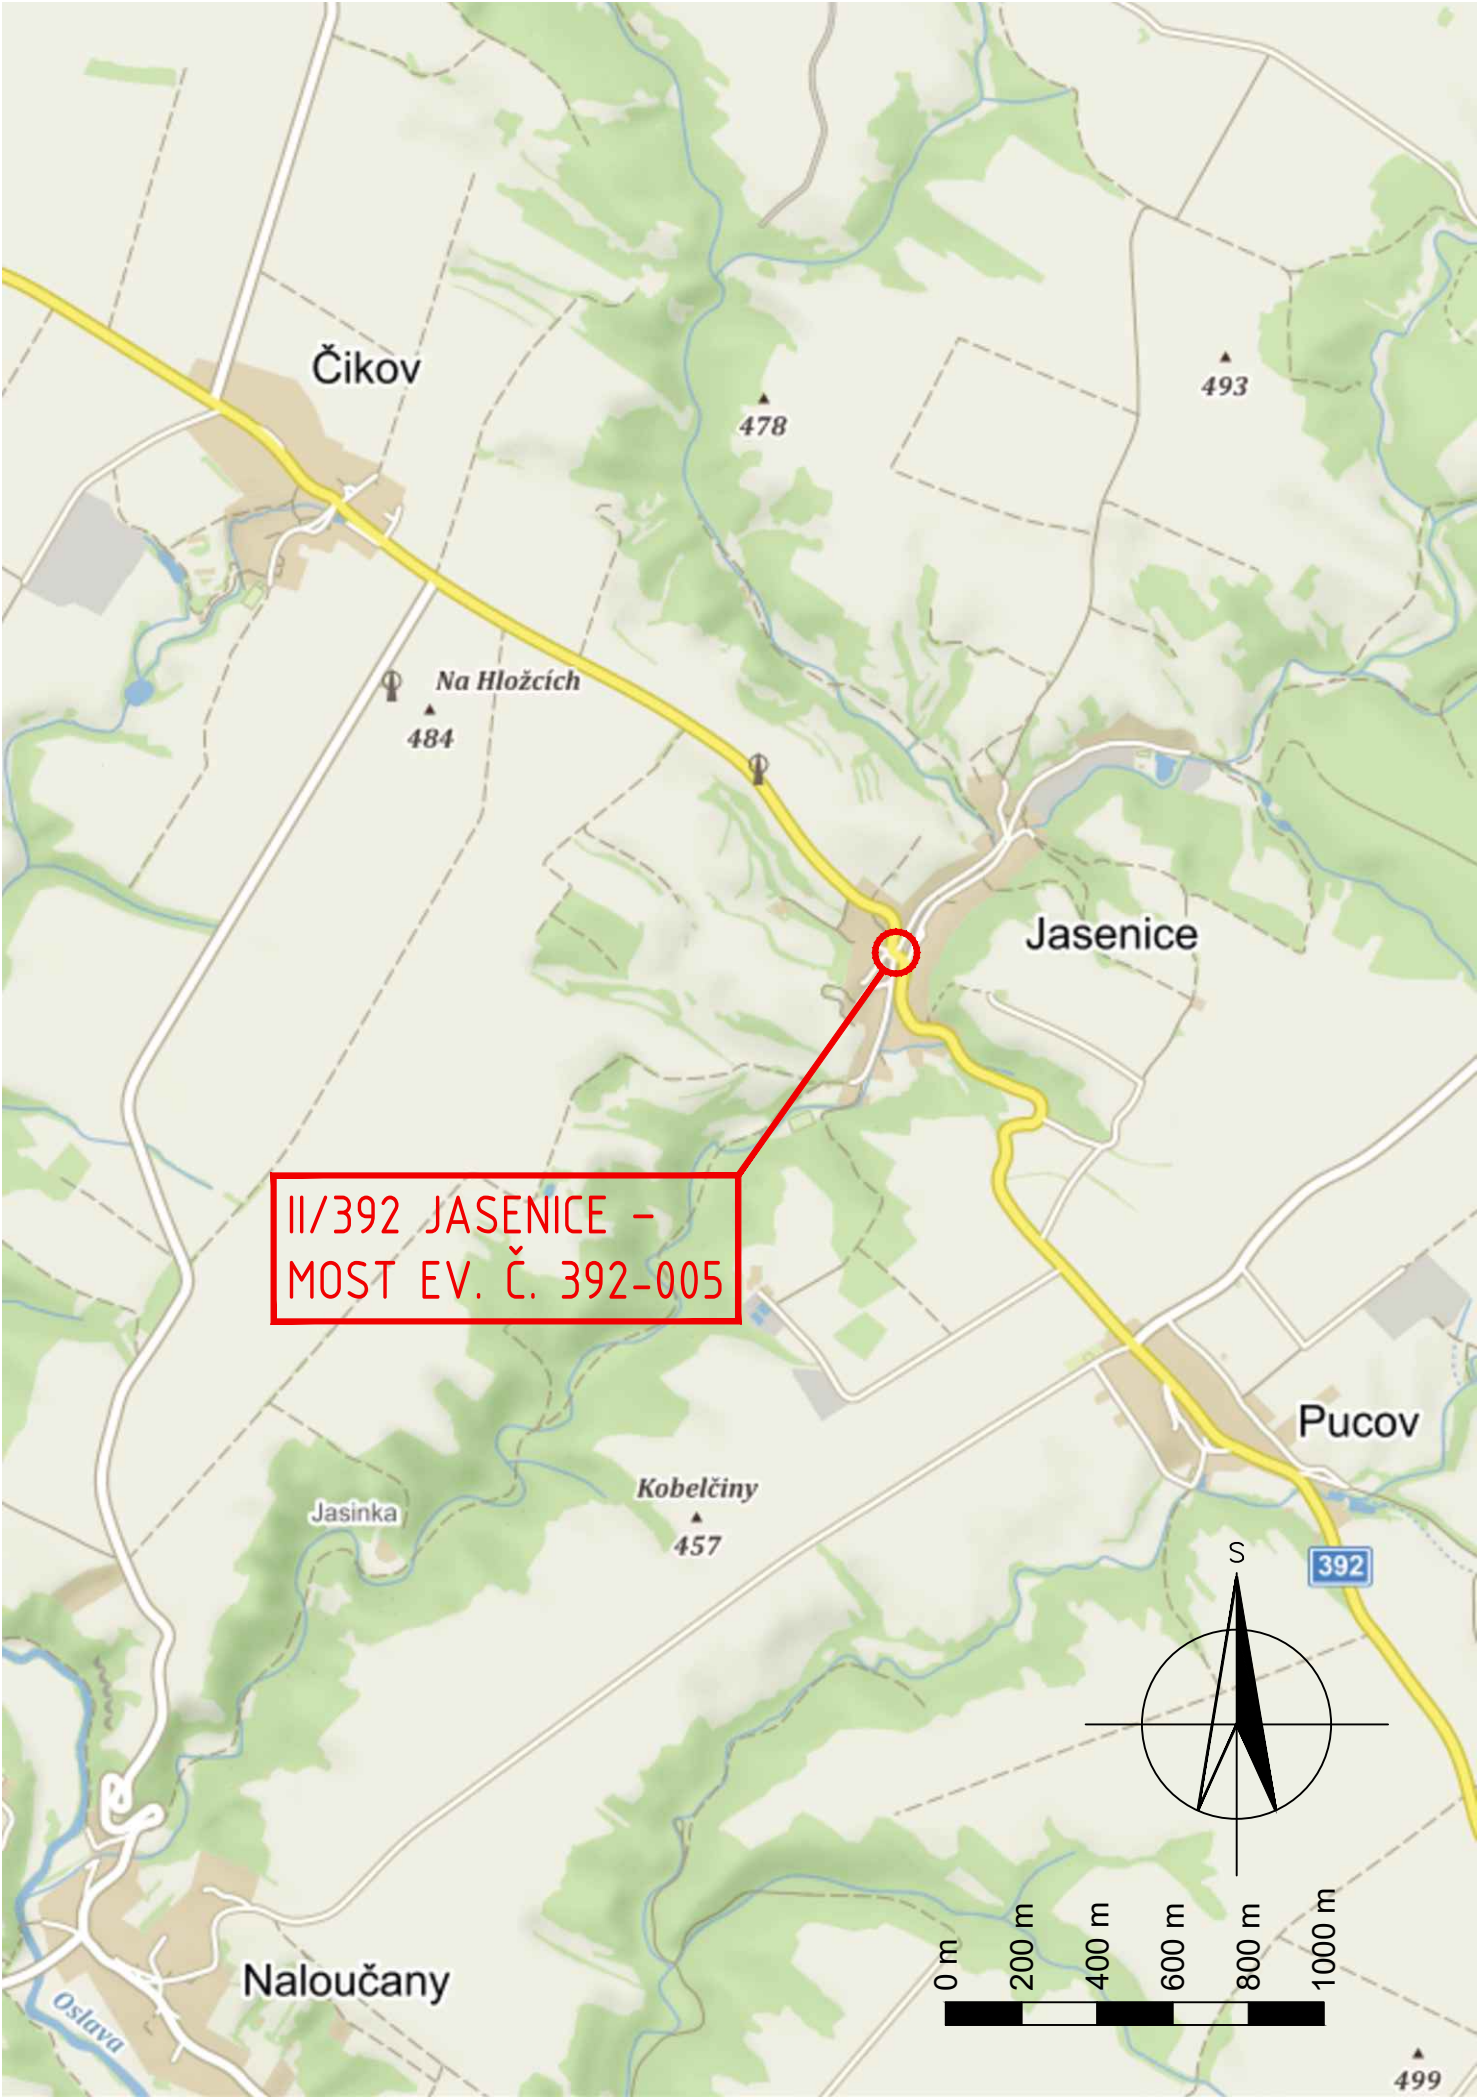 Čikov
493
478
Na Hložcích
484
Jasenice
II/392 JASENICE -
MOST EV. Č. 392-005
Pucov
Kobelčiny
457
Jasinka
392
S
0 m
200 m
400 m
600 m
800 m
1000 m
Naloučany
Oslava
499